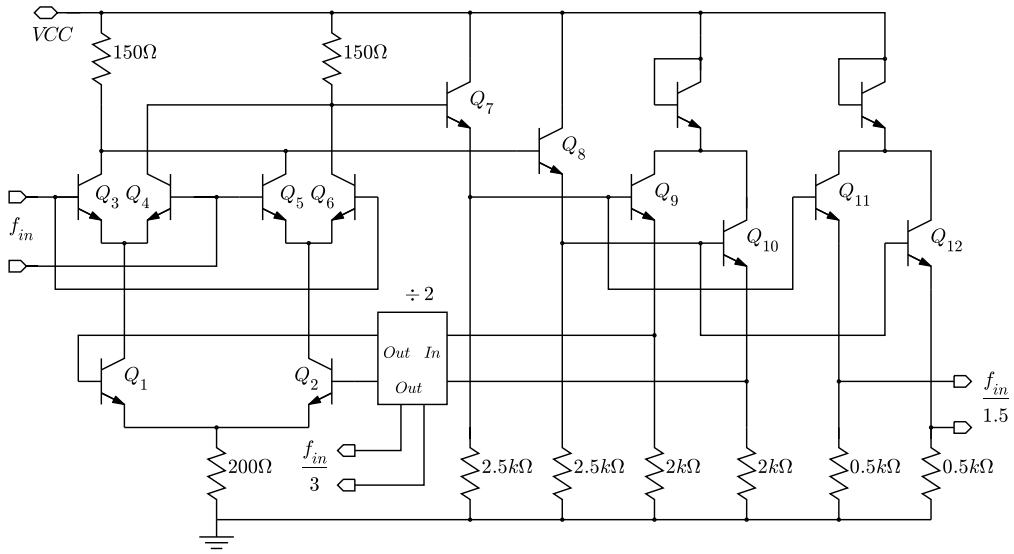 VCC
150Ω 150Ω
Q7
Q8
Q3 Q4 Q5 Q6 Q9 Q11
fin
Q10 Q12
÷ 2
Out In
Q1 Q2
Out
fin
1.5
fin
3
200Ω 2.5kΩ 2.5kΩ 2kΩ 2kΩ 0.5kΩ 0.5kΩ